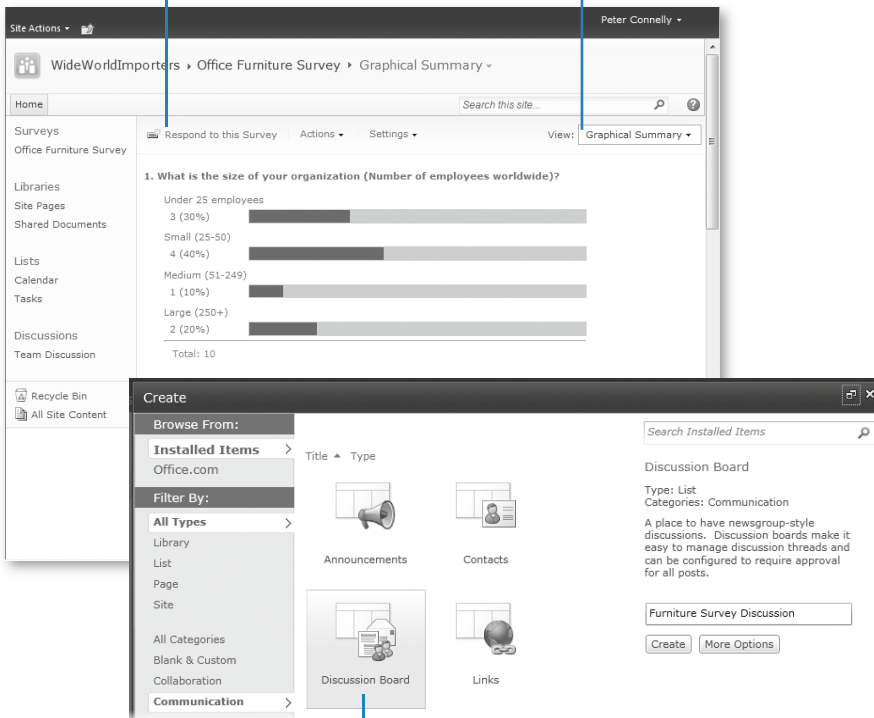 Peter Connelly
Site Actions
WideWorldImporters Office Furniture Survey Graphical Summary
Home
Search this site...
Surveys
Office Furniture Survey
Libraries
Site Pages
Shared Documents
Lists
Calendar
Tasks
Discussions
Team Discussion
Recycle Bin
All Site Content
Respond to this Survey Actions Settings View: Graphical Summary
1. What is the size of your organization (Number of employees worldwide)?
Under 25 employees
3 (30%)
Small (25-50)
4 (40%)
Medium (51-249)
1 (10%)
Large (250+)
2 (20%)
Total: 10
Create
Browse From:
Installed Items
Office.com
Filter By:
All Types
Library
List
Page
Site
All Categories
Blank & Custom
Collaboration
Communication
Title Type
Announcements
Contacts
Discussion Board
Links
Search Installed Items
Discussion Board
Type: List
Categories: Communication
A place to have newsgroup-style
discussions. Discussion boards make it
easy to manage discussion threads and
can be configured to require approval
for all posts.
Furniture Survey Discussion
Create More Options